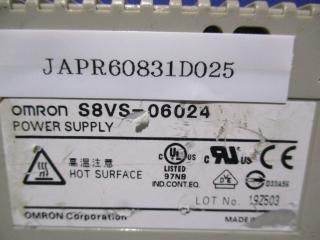 JAPR60831D025
OMRON S8VS-06024
POWER SUPPLY
高温注意
HOT SURFACE
LISTED
97N8
IND.CONT.EQ.
LOT No. 19Z503
OMRON Corporation
MADE